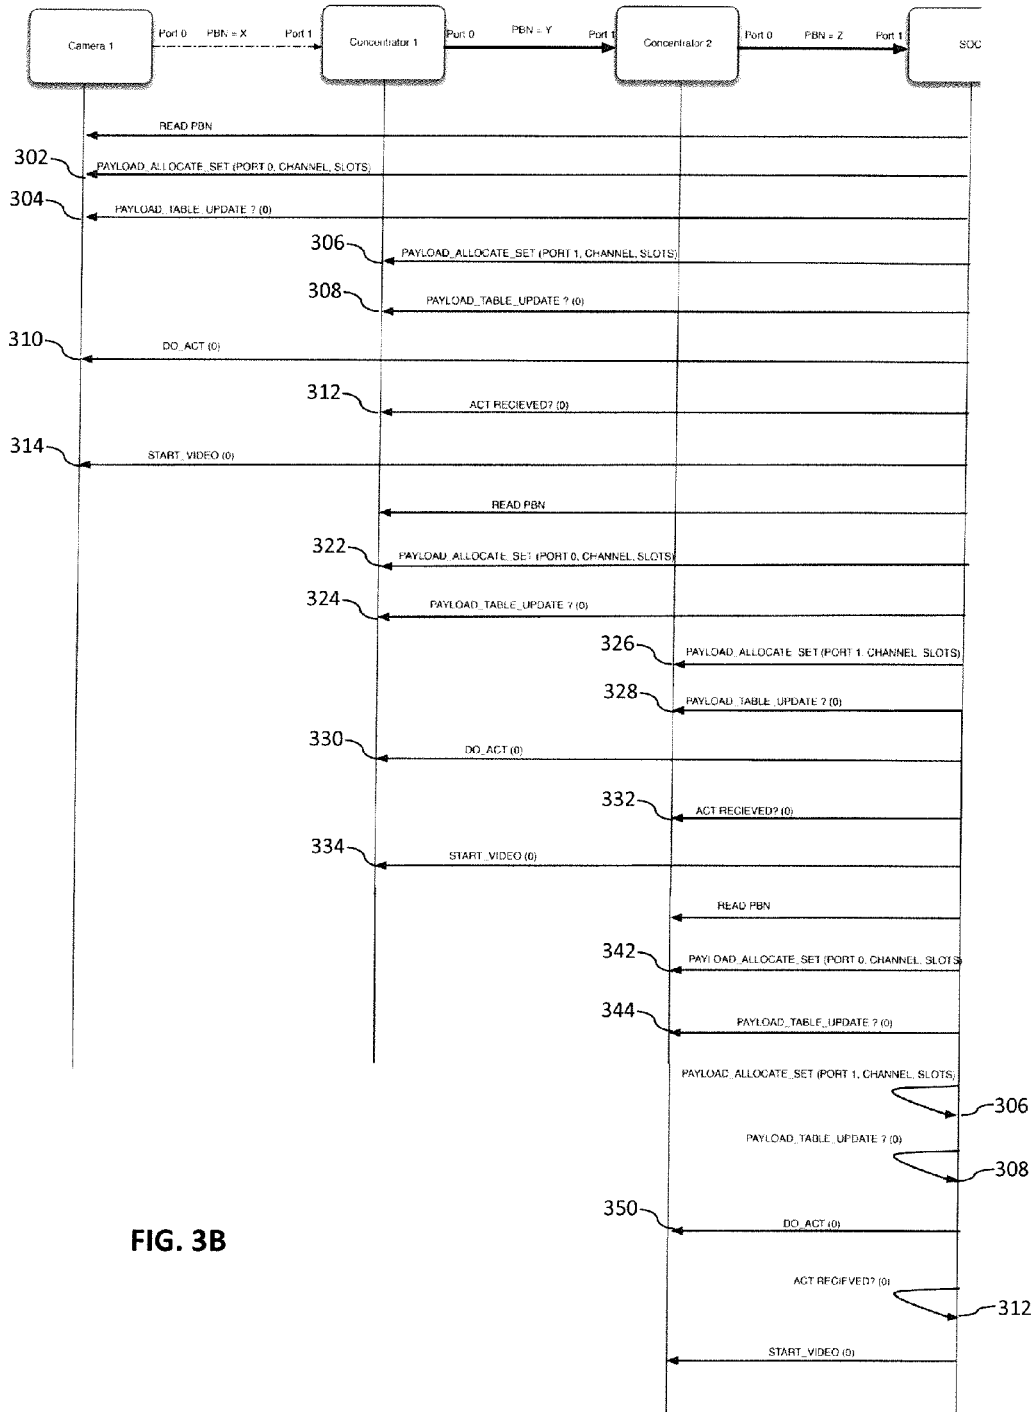 Camera 1
Port 0 PBN = X Port 1
Concentrator 1
Port 0 PBN = Y Port 1
Concentrator 2
Port 0 PBN = Z Port 1
SOC
READ PBN
302 PAYLOAD_ALLOCATE_SET (PORT 0, CHANNEL, SLOTS)
304 PAYLOAD_TABLE_UPDATE ? (0)
306 PAYLOAD_ALLOCATE_SET (PORT 1, CHANNEL, SLOTS)
308 PAYLOAD_TABLE_UPDATE ? (0)
310 DO_ACT (0)
312 ACT RECIEVED? (0)
314 START_VIDEO (0)
READ PBN
322 PAYLOAD_ALLOCATE_SET (PORT 0, CHANNEL, SLOTS)
324 PAYLOAD_TABLE_UPDATE ? (0)
326 PAYLOAD_ALLOCATE_SET (PORT 1, CHANNEL, SLOTS)
328 PAYLOAD_TABLE_UPDATE ? (0)
330 DO_ACT (0)
332 ACT RECIEVED? (0)
334 START_VIDEO (0)
READ PBN
342 PAYLOAD_ALLOCATE_SET (PORT 0, CHANNEL, SLOTS)
344 PAYLOAD_TABLE_UPDATE ? (0)
PAYLOAD_ALLOCATE_SET (PORT 1, CHANNEL, SLOTS)
306
PAYLOAD_TABLE_UPDATE ? (0)
308
350 DO_ACT (0)
FIG. 3B
ACT RECIEVED? (0)
312
START_VIDEO (0)